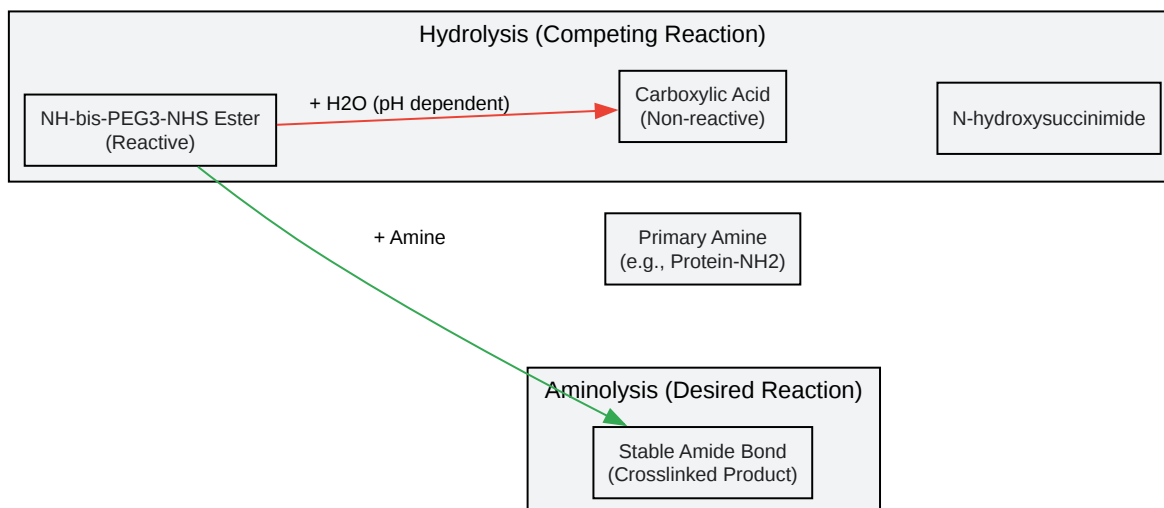 Hydrolysis (Competing Reaction)
NH-bis-PEG3-NHS Ester
(Reactive)
+ H2O (pH dependent)
Carboxylic Acid
(Non-reactive)
N-hydroxysuccinimide
+ Amine
Primary Amine
(e.g., Protein-NH2)
Aminolysis (Desired Reaction)
Stable Amide Bond
(Crosslinked Product)